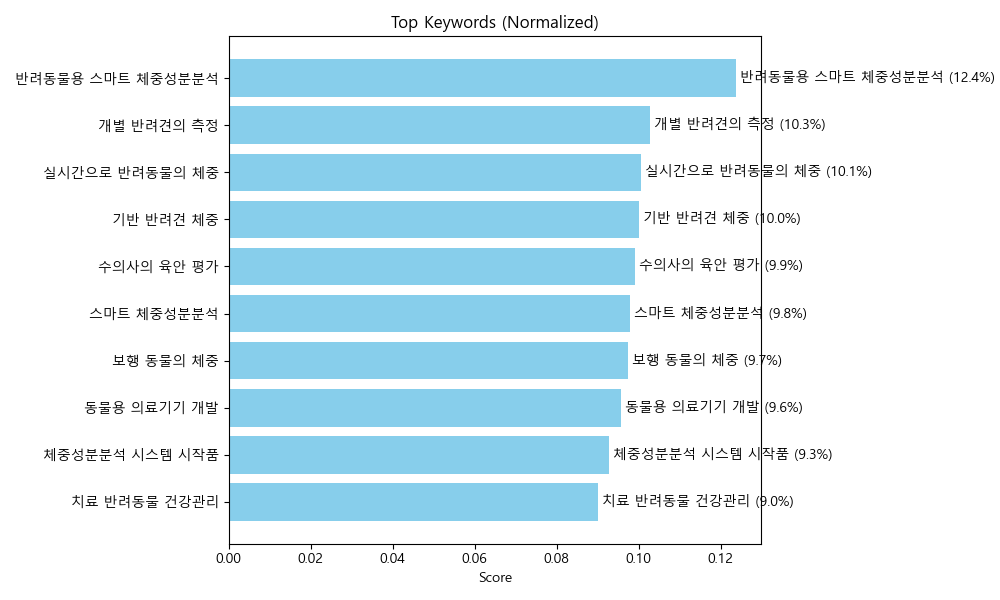 Top Keywords (Normalized)
반려동물용 스마트 체중성분분석 반려동물용 스마트 체중성분분석 (12.4%)
개별 반려견의 측정 개별 반려견의 측정 (10.3%)
실시간으로 반려동물의 체중 실시간으로 반려동물의 체중 (10.1%)
기반 반려견 체중 기반 반려견 체중 (10.0%)
수의사의 육안 평가 수의사의 육안 평가 (9.9%)
스마트 체중성분분석 스마트 체중성분분석 (9.8%)
보행 동물의 체중 보행 동물의 체중 (9.7%)
동물용 의료기기 개발 동물용 의료기기 개발 (9.6%)
체중성분분석 시스템 시작품 체중성분분석 시스템 시작품 (9.3%)
치료 반려동물 건강관리 치료 반려동물 건강관리 (9.0%)
0.00 0.02 0.04 0.06 0.08 0.10 0.12
Score